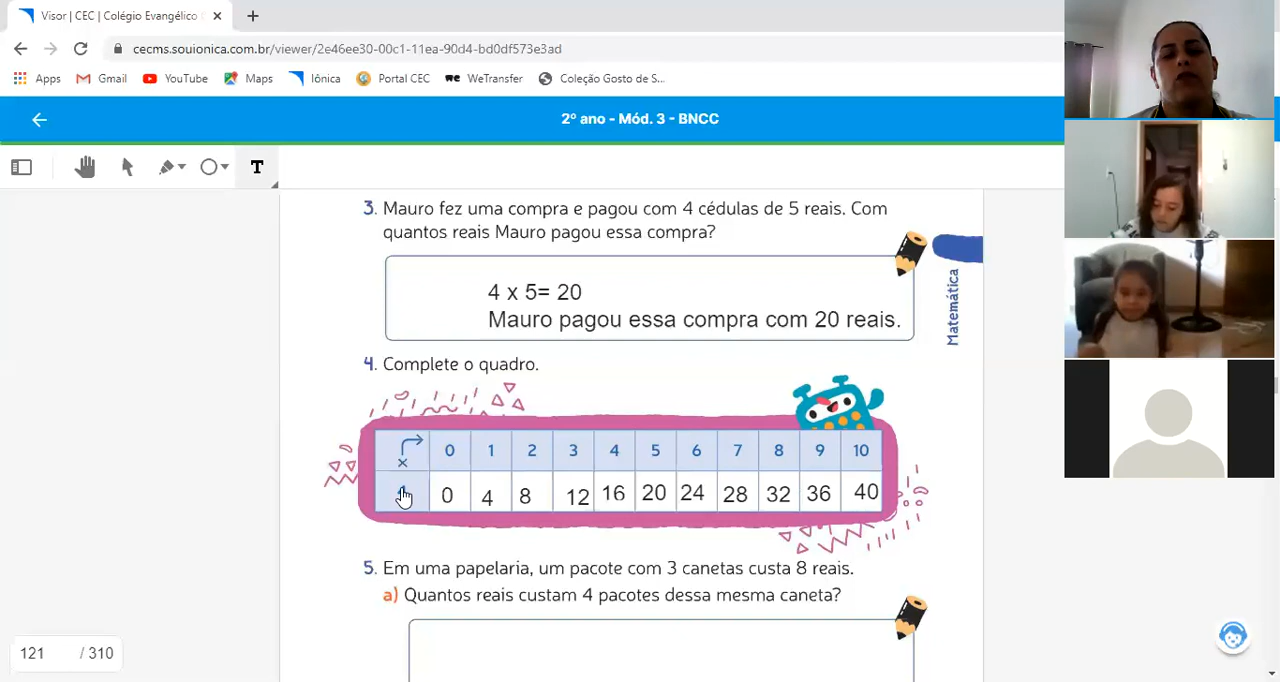 Visor | CEC | Colégio Evangélico
cecms.souionica.com.br/viewer/2e46ee30-00c1-11ea-90d4-bd0df573e3ad
Apps Gmail YouTube Maps Iônica Portal CEC WeTransfer Coleção Gosto de S...
2º ano - Mód. 3 - BNCC
T
3. Mauro fez uma compra e pagou com 4 cédulas de 5 reais. Com
quantos reais Mauro pagou essa compra?
4 x 5= 20
Mauro pagou essa compra com 20 reais.
Matemática
4. Complete o quadro.
× 0 1 2 3 4 5 6 7 8 9 10
0 4 8 12 16 20 24 28 32 36 40
5. Em uma papelaria, um pacote com 3 canetas custa 8 reais.
a) Quantos reais custam 4 pacotes dessa mesma caneta?
121 / 310